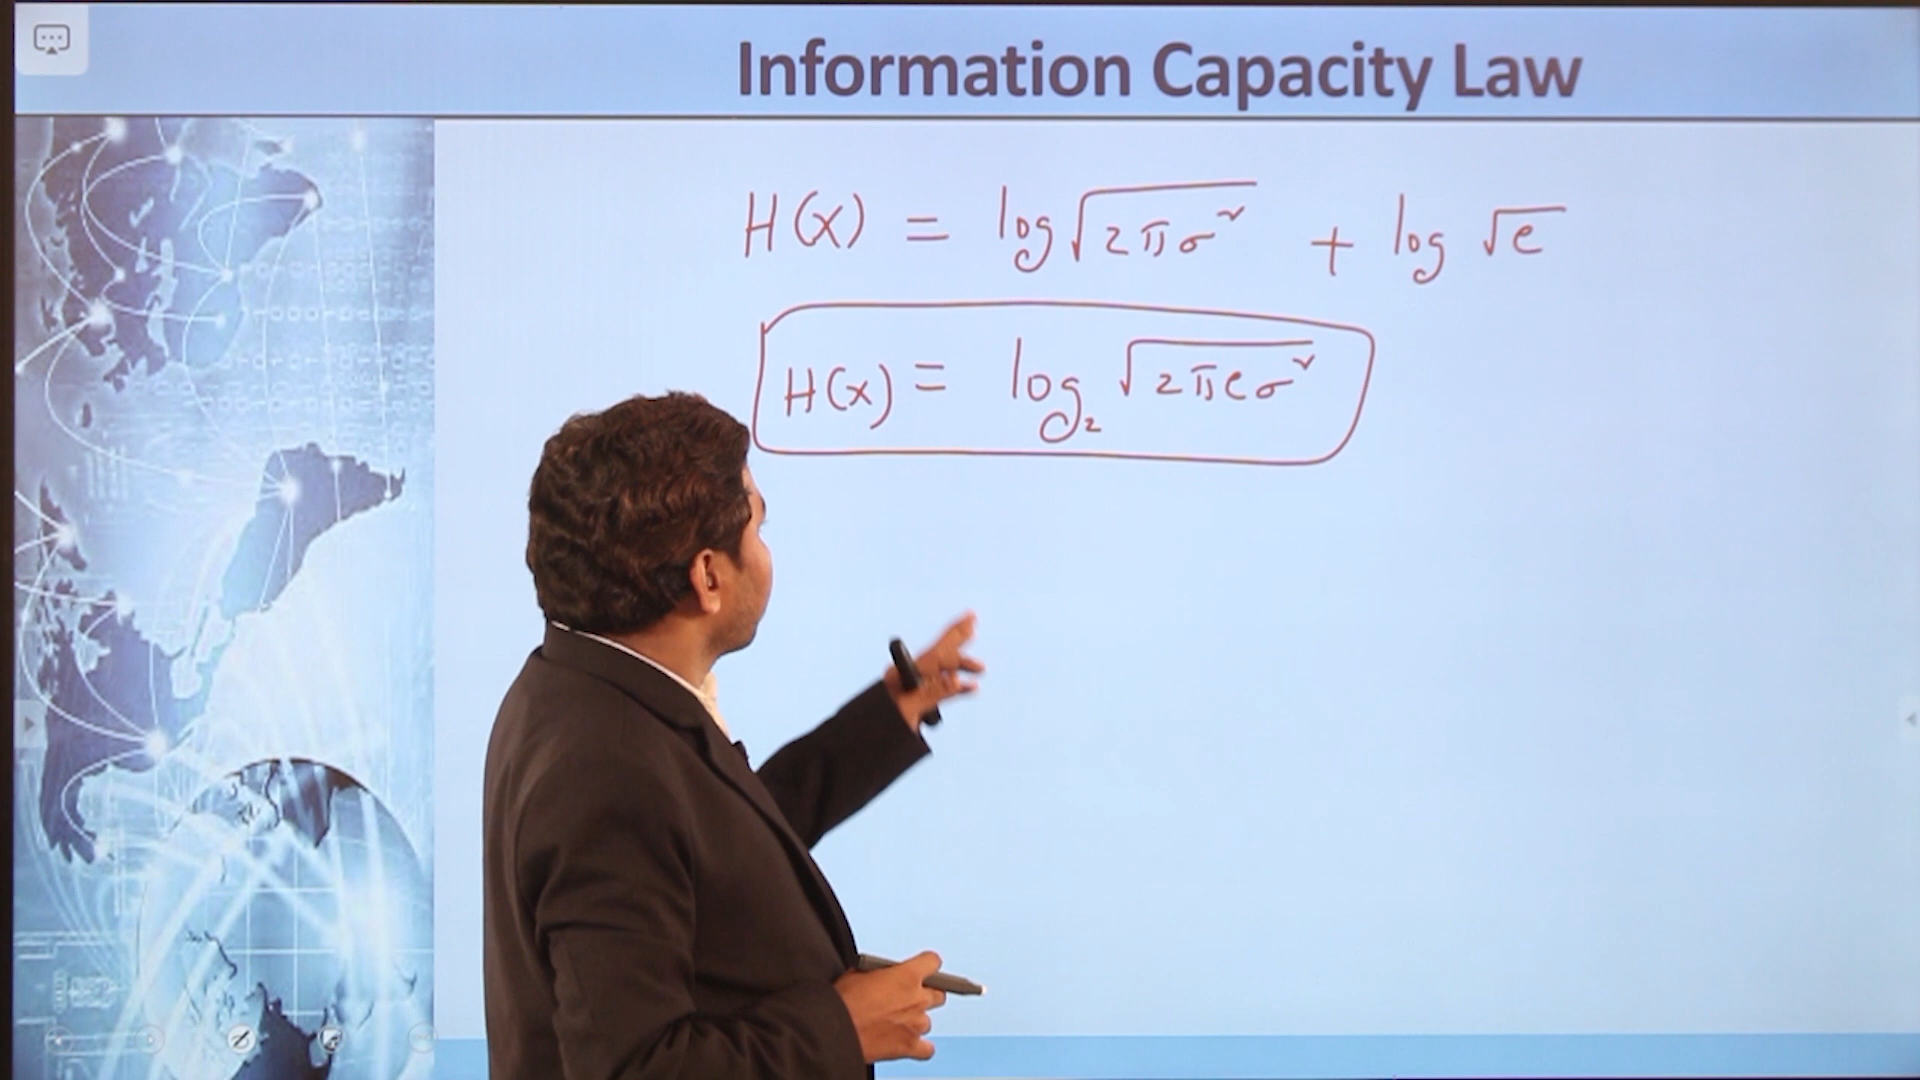 Information Capacity Law
H(x) = log √2πσ² + log √e
H(x) = log₂ √2πeσ²